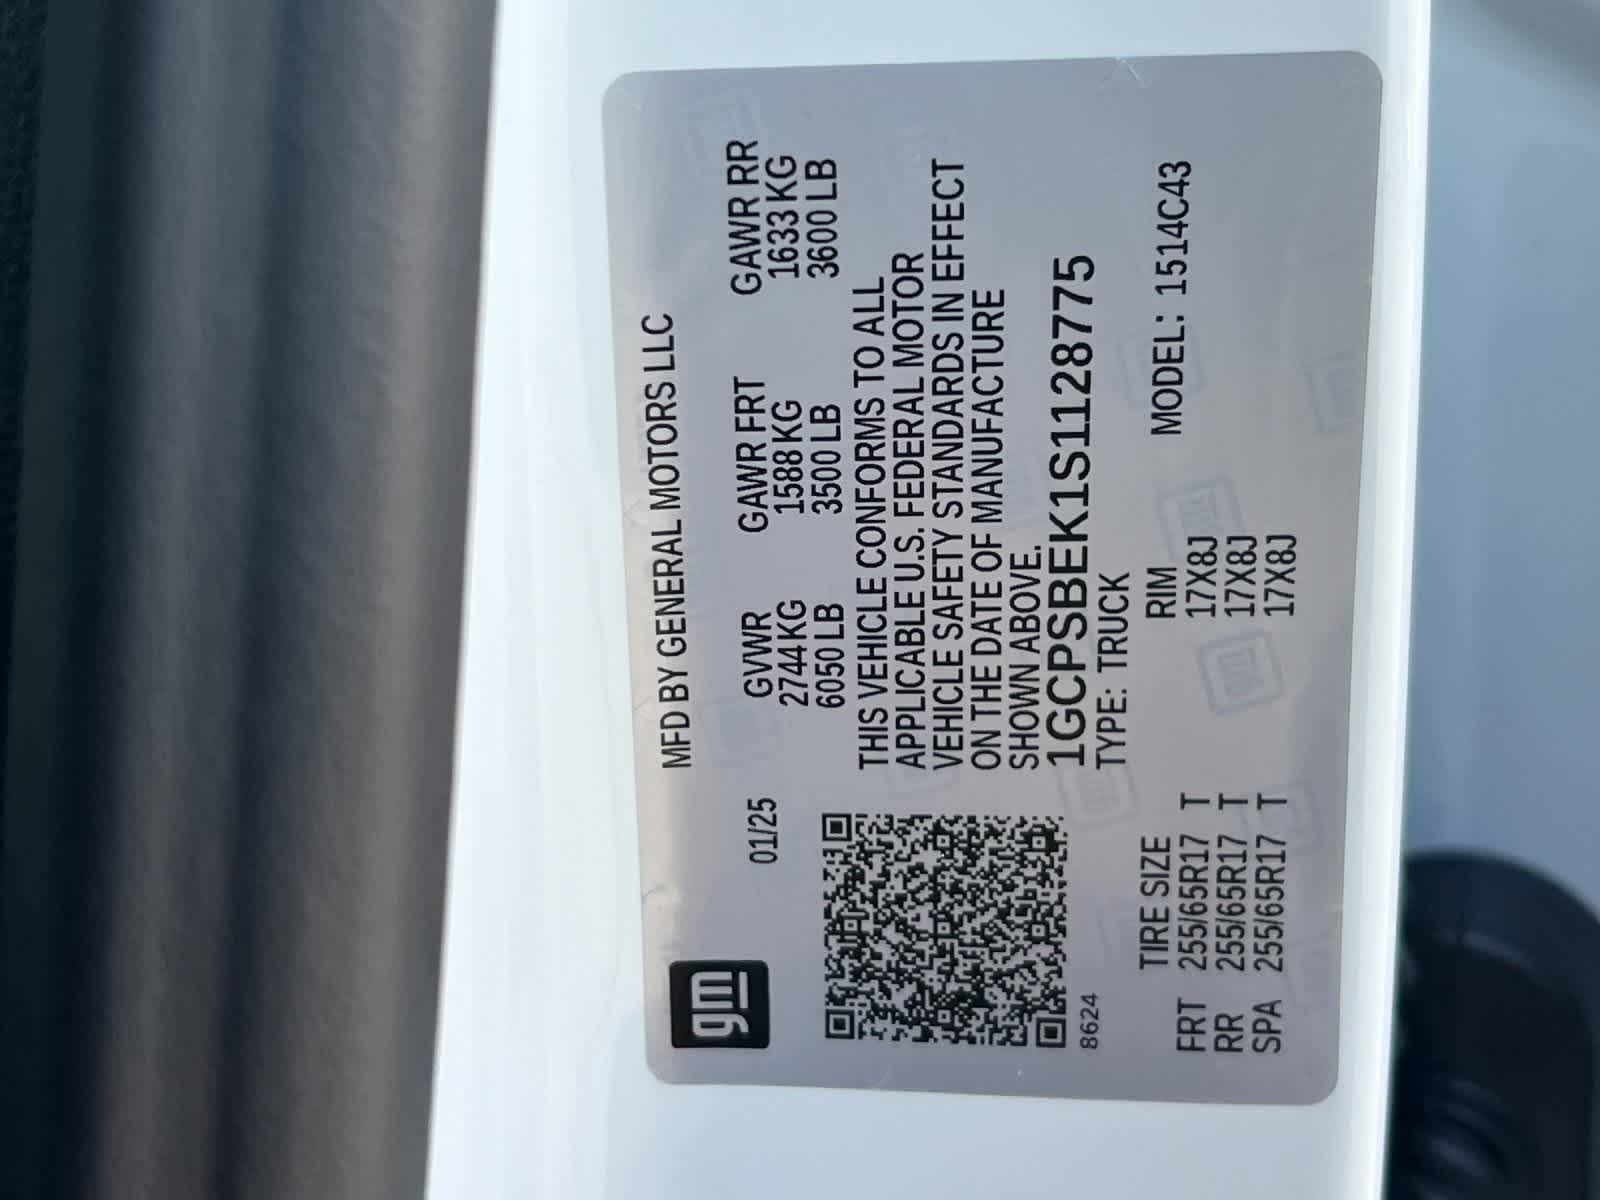 gm
MFD BY GENERAL MOTORS LLC
01/25
GVWR GAWR FRT GAWR RR
2744 KG 1588 KG 1633 KG
6050 LB 3500 LB 3600 LB
THIS VEHICLE CONFORMS TO ALL
APPLICABLE U.S. FEDERAL MOTOR
VEHICLE SAFETY STANDARDS IN EFFECT
ON THE DATE OF MANUFACTURE
SHOWN ABOVE.
1GCPSBEK1S1128775
TYPE: TRUCK
8624
TIRE SIZE RIM MODEL: 1514C43
FRT 255/65R17 T 17X8J
RR 255/65R17 T 17X8J
SPA 255/65R17 T 17X8J